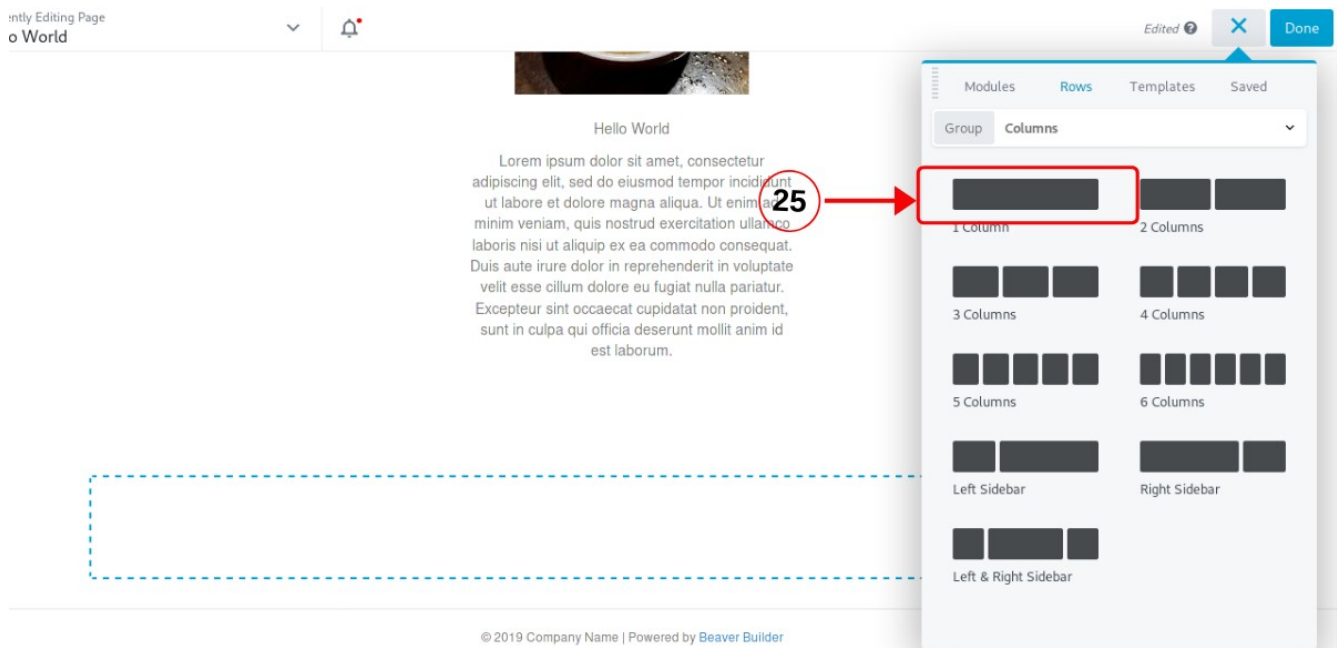 ently Editing Page
o World
Edited
Done
Modules Rows Templates Saved
Group Columns
Hello World
Lorem ipsum dolor sit amet, consectetur
adipiscing elit, sed do eiusmod tempor incididunt
ut labore et dolore magna aliqua. Ut enim ad
minim veniam, quis nostrud exercitation ullamco
laboris nisi ut aliquip ex ea commodo consequat.
Duis aute irure dolor in reprehenderit in voluptate
velit esse cillum dolore eu fugiat nulla pariatur.
Excepteur sint occaecat cupidatat non proident,
sunt in culpa qui officia deserunt mollit anim id
est laborum.
25
1 Column 2 Columns
3 Columns 4 Columns
5 Columns 6 Columns
Left Sidebar Right Sidebar
Left & Right Sidebar
© 2019 Company Name | Powered by Beaver Builder